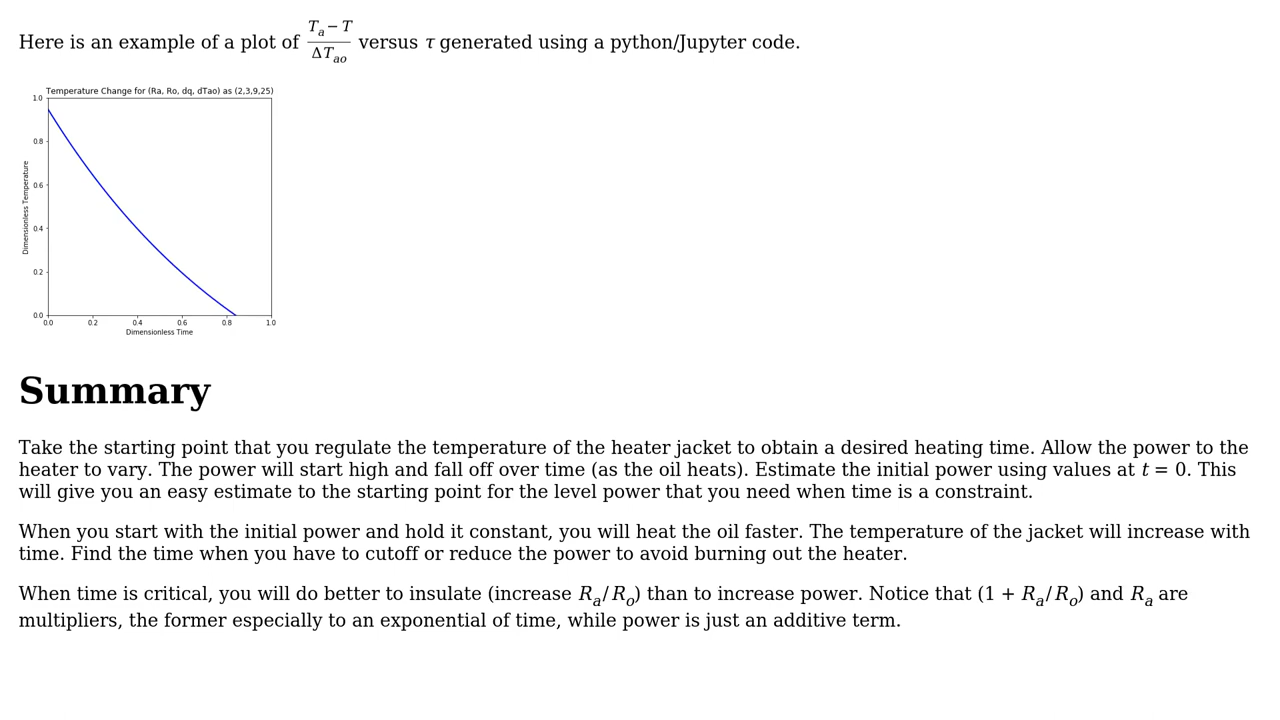 Here is an example of a plot of (T_a − T)/(ΔT_ao) versus τ generated using a python/Jupyter code.
Temperature Change for (Ra, Ro, dq, dTao) as (2,3,9,25)
1.0
0.8
0.6
0.4
0.2
0.0
Dimensionless Temperature
0.0 0.2 0.4 0.6 0.8 1.0
Dimensionless Time
Summary
Take the starting point that you regulate the temperature of the heater jacket to obtain a desired heating time. Allow the power to the
heater to vary. The power will start high and fall off over time (as the oil heats). Estimate the initial power using values at t = 0. This
will give you an easy estimate to the starting point for the level power that you need when time is a constraint.
When you start with the initial power and hold it constant, you will heat the oil faster. The temperature of the jacket will increase with
time. Find the time when you have to cutoff or reduce the power to avoid burning out the heater.
When time is critical, you will do better to insulate (increase R_a/R_o) than to increase power. Notice that (1 + R_a/R_o) and R_a are
multipliers, the former especially to an exponential of time, while power is just an additive term.